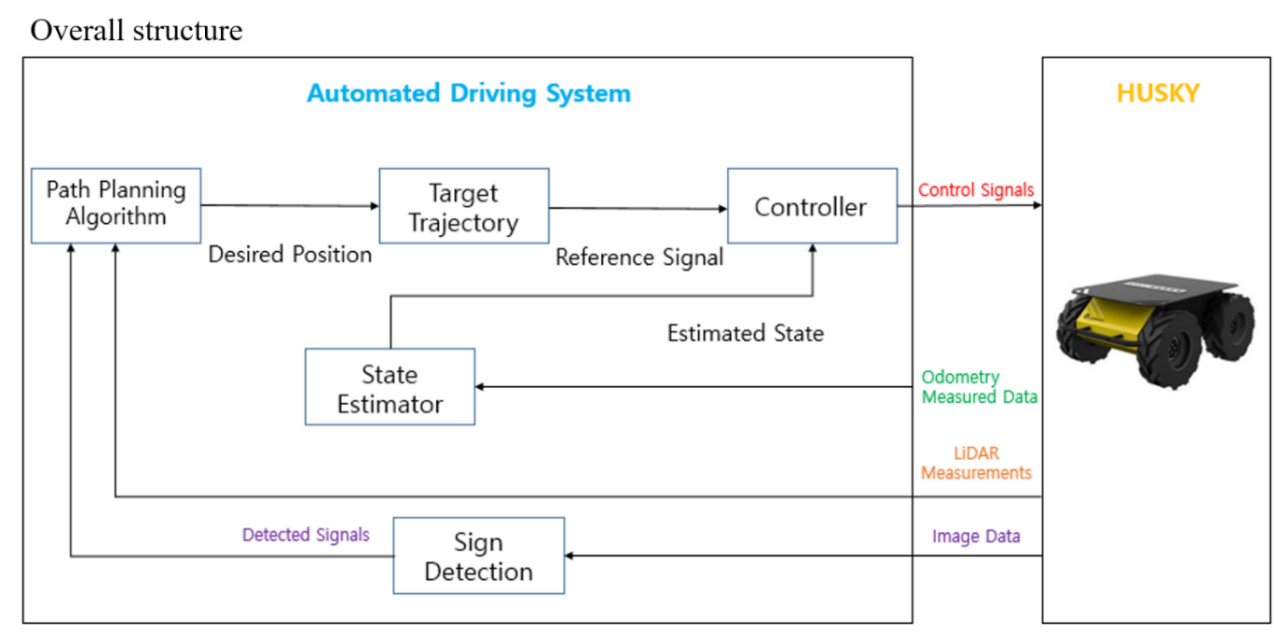 Overall structure
Automated Driving System
HUSKY
Path Planning
Algorithm
Target
Trajectory
Controller
Control Signals
Desired Position
Reference Signal
Estimated State
State
Estimator
Odometry
Measured Data
LiDAR
Measurements
Detected Signals
Sign
Detection
Image Data